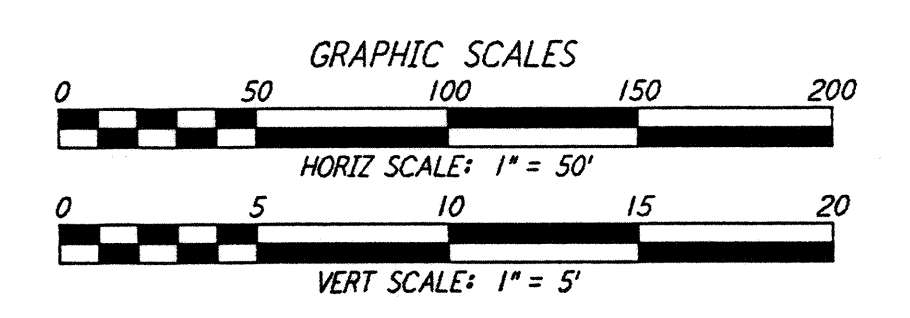 GRAPHIC SCALES
0 50 100 150 200
HORIZ SCALE: 1" = 50'
0 5 10 15 20
VERT SCALE: 1" = 5'